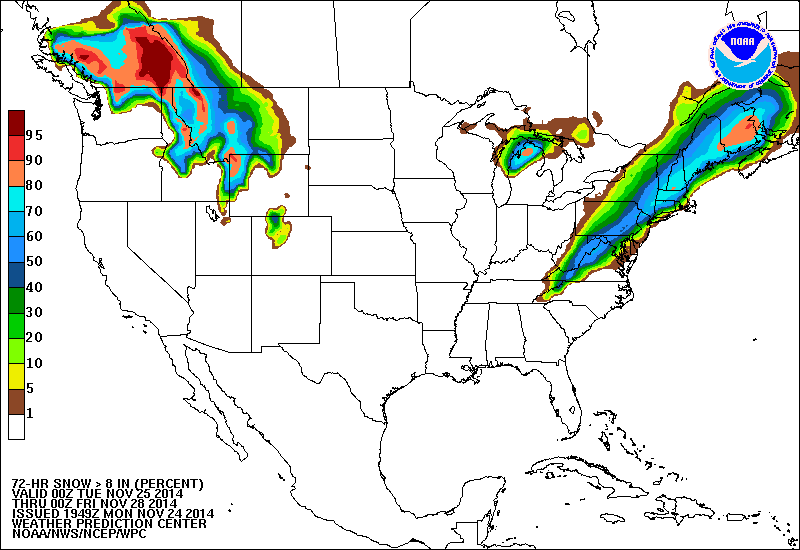 NOAA
95
90
80
70
60
50
40
30
20
10
5
1
72-HR SNOW > 8 IN (PERCENT)
VALID 00Z TUE NOV 25 2014
THRU 00Z FRI NOV 28 2014
ISSUED 1949Z MON NOV 24 2014
WEATHER PREDICTION CENTER
NOAA/NWS/NCEP/WPC